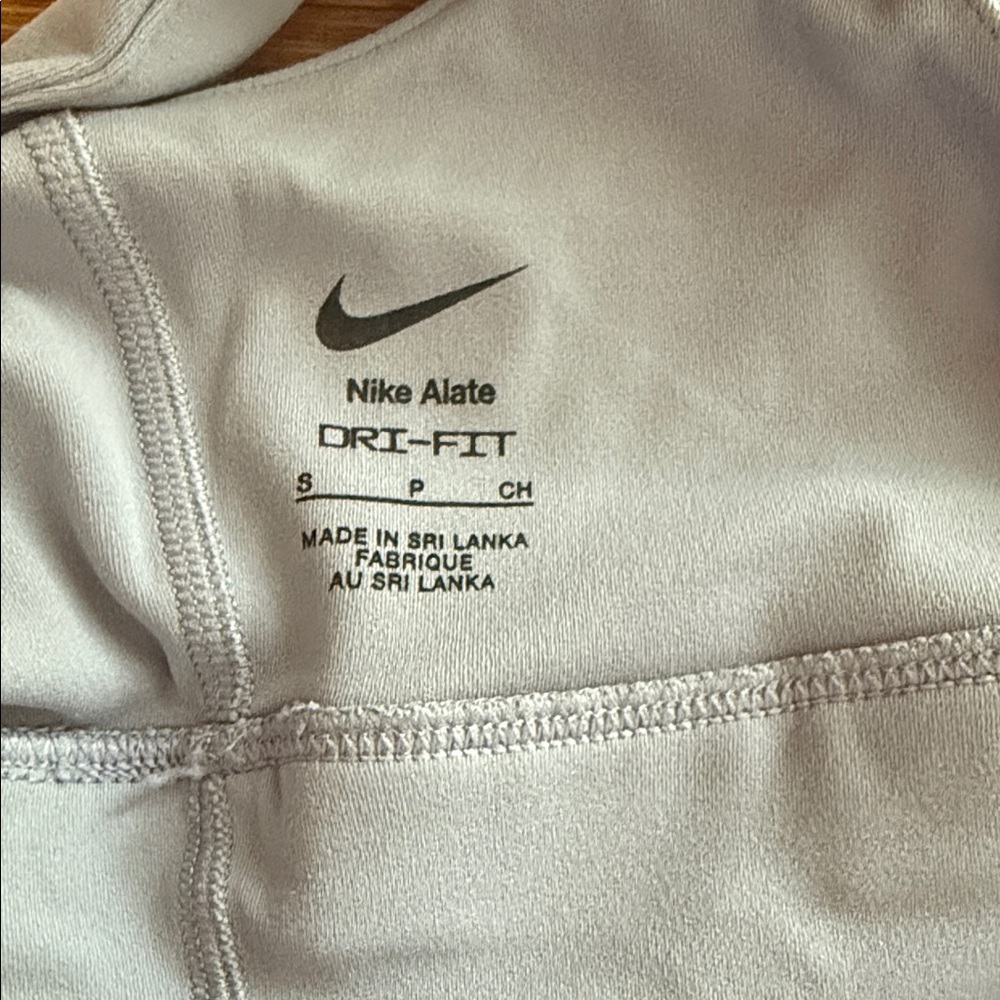 Nike Alate
DRI-FIT
S P CH
MADE IN SRI LANKA
FABRIQUE
AU SRI LANKA